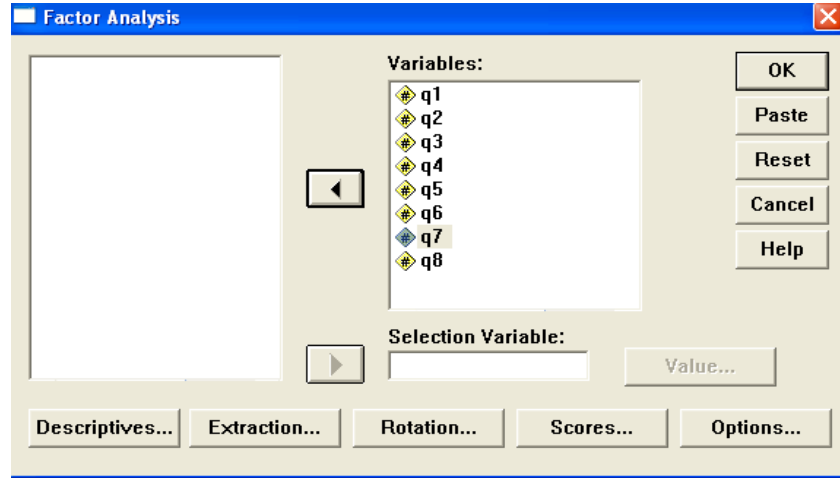 Factor Analysis
Variables:
q1
q2
q3
q4
q5
q6
q7
q8
OK
Paste
Reset
Cancel
Help
Selection Variable:
Value...
Descriptives...
Extraction...
Rotation...
Scores...
Options...